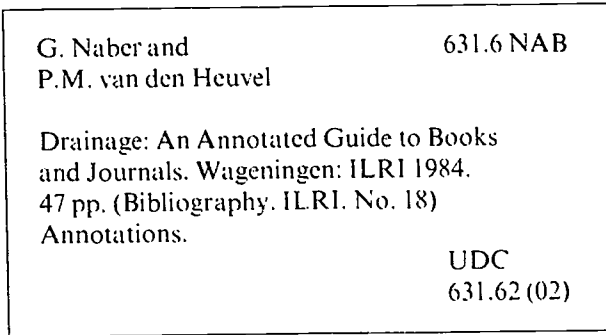 G. Naber and 631.6 NAB
P.M. van den Heuvel
Drainage: An Annotated Guide to Books
and Journals. Wageningen: ILRI 1984.
47 pp. (Bibliography. ILRI. No. 18)
Annotations.
UDC
631.62 (02)